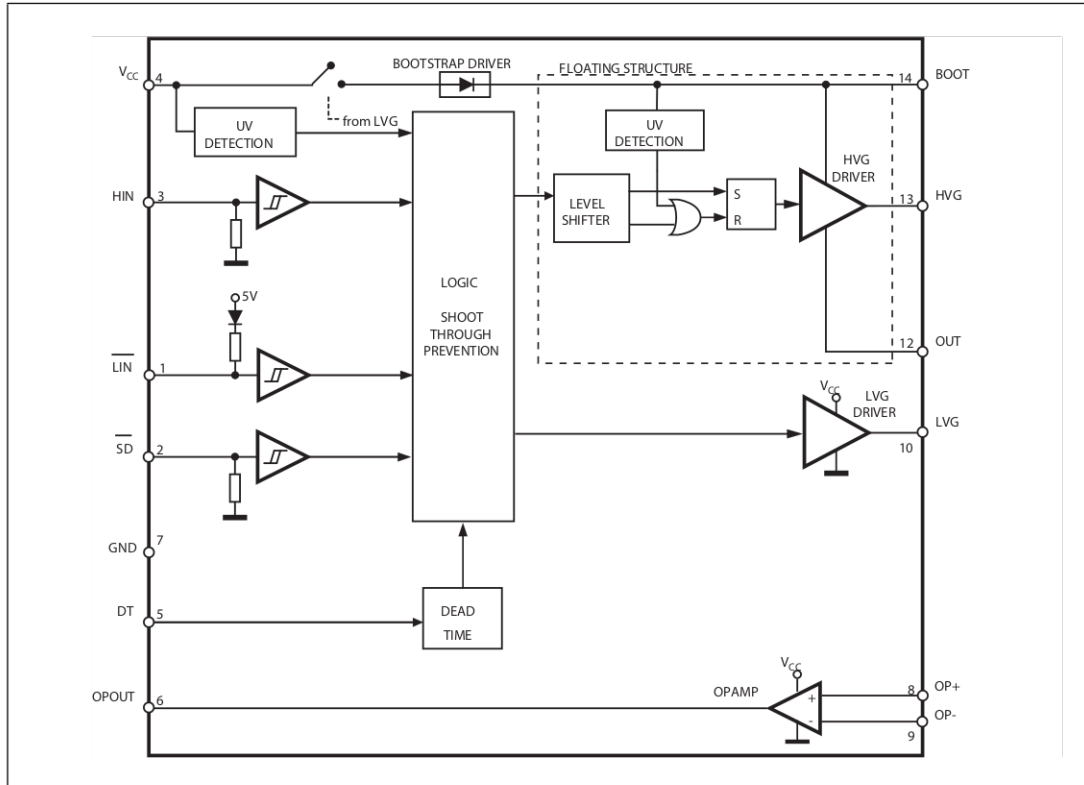 BOOTSTRAP DRIVER
FLOATING STRUCTURE
VCC
4
14
BOOT
from LVG
UV
DETECTION
UV
DETECTION
HVG
DRIVER
HIN
3
LEVEL
SHIFTER
S
R
13
HVG
LOGIC
SHOOT
THROUGH
PREVENTION
5V
LIN
1
12
OUT
VCC
LVG
DRIVER
SD
2
10
LVG
GND
7
DT
5
DEAD
TIME
VCC
OPOUT
6
OPAMP
+
-
8
OP+
9
OP-